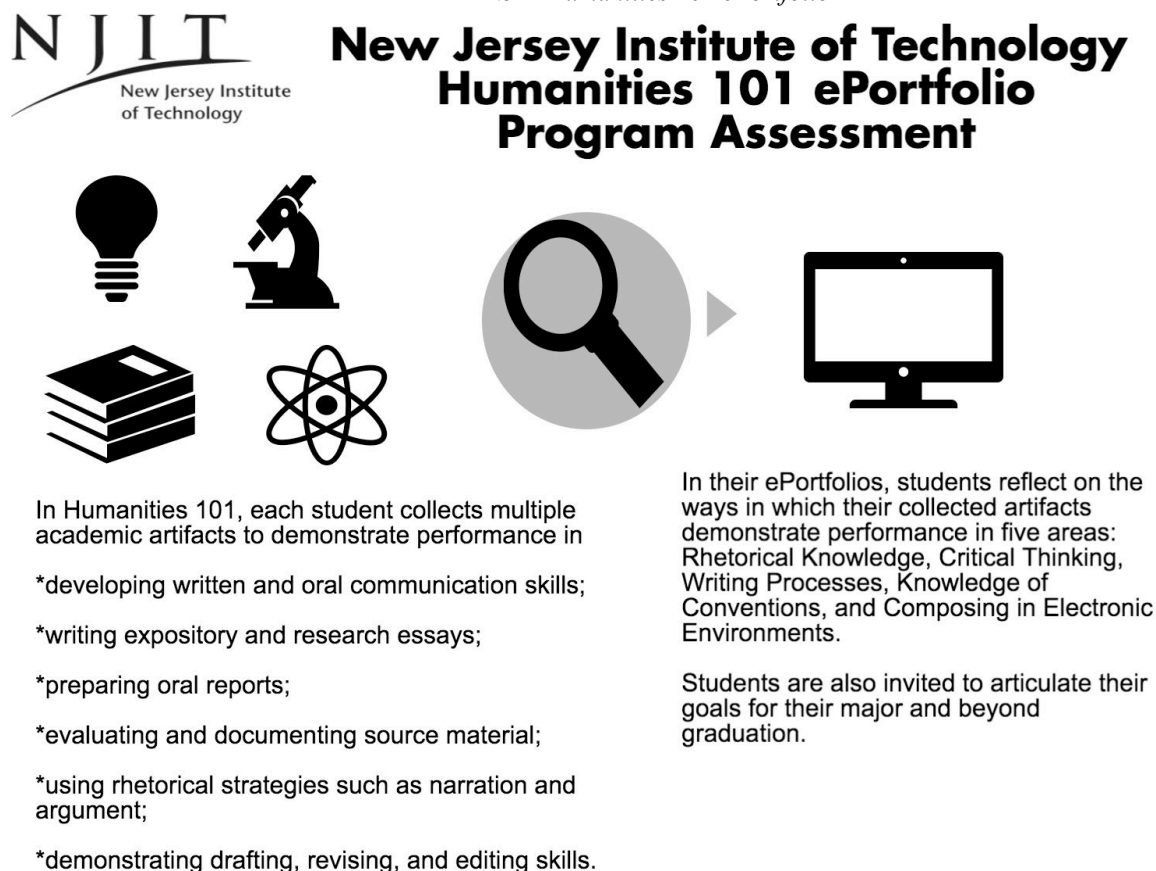 NJIT
New Jersey Institute
of Technology
New Jersey Institute of Technology
Humanities 101 ePortfolio
Program Assessment
In Humanities 101, each student collects multiple
academic artifacts to demonstrate performance in
*developing written and oral communication skills;
*writing expository and research essays;
*preparing oral reports;
*evaluating and documenting source material;
*using rhetorical strategies such as narration and
argument;
*demonstrating drafting, revising, and editing skills.
In their ePortfolios, students reflect on the
ways in which their collected artifacts
demonstrate performance in five areas:
Rhetorical Knowledge, Critical Thinking,
Writing Processes, Knowledge of
Conventions, and Composing in Electronic
Environments.
Students are also invited to articulate their
goals for their major and beyond
graduation.